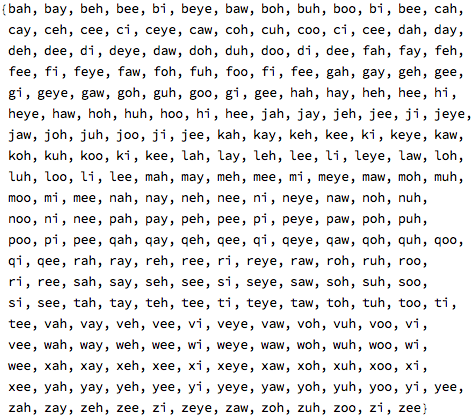 {bah, bay, beh, bee, bi, beye, baw, boh, buh, boo, bi, bee, cah,
cay, ceh, cee, ci, ceye, caw, coh, cuh, coo, ci, cee, dah, day,
deh, dee, di, deye, daw, doh, duh, doo, di, dee, fah, fay, feh,
fee, fi, feye, faw, foh, fuh, foo, fi, fee, gah, gay, geh, gee,
gi, geye, gaw, goh, guh, goo, gi, gee, hah, hay, heh, hee, hi,
heye, haw, hoh, huh, hoo, hi, hee, jah, jay, jeh, jee, ji, jeye,
jaw, joh, juh, joo, ji, jee, kah, kay, keh, kee, ki, keye, kaw,
koh, kuh, koo, ki, kee, lah, lay, leh, lee, li, leye, law, loh,
luh, loo, li, lee, mah, may, meh, mee, mi, meye, maw, moh, muh,
moo, mi, mee, nah, nay, neh, nee, ni, neye, naw, noh, nuh,
noo, ni, nee, pah, pay, peh, pee, pi, peye, paw, poh, puh,
poo, pi, pee, qah, qay, qeh, qee, qi, qeye, qaw, qoh, quh, qoo,
qi, qee, rah, ray, reh, ree, ri, reye, raw, roh, ruh, roo,
ri, ree, sah, say, seh, see, si, seye, saw, soh, suh, soo,
si, see, tah, tay, teh, tee, ti, teye, taw, toh, tuh, too, ti,
tee, vah, vay, veh, vee, vi, veye, vaw, voh, vuh, voo, vi,
vee, wah, way, weh, wee, wi, weye, waw, woh, wuh, woo, wi,
wee, xah, xay, xeh, xee, xi, xeye, xaw, xoh, xuh, xoo, xi,
xee, yah, yay, yeh, yee, yi, yeye, yaw, yoh, yuh, yoo, yi, yee,
zah, zay, zeh, zee, zi, zeye, zaw, zoh, zuh, zoo, zi, zee}